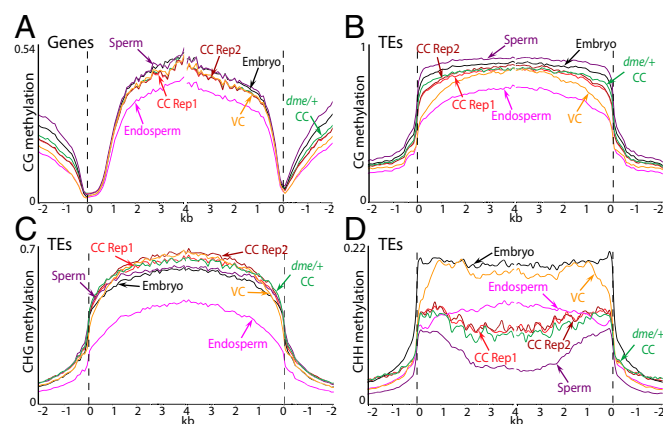 A
Genes
CG methylation
0.54
0
Sperm
CC Rep2
Embryo
CC Rep1
VC
dme/+
CC
Endosperm
-2 -1 0 1 2 3 4 3 2 1 0 -1 -2
kb
B
TEs
CG methylation
1
0
Sperm
CC Rep2
Embryo
dme/+
CC
CC Rep1
VC
Endosperm
-2 -1 0 1 2 3 4 3 2 1 0 -1 -2
kb
C
TEs
CHG methylation
0.7
0
CC Rep1
CC Rep2
Sperm
dme/+
CC
Embryo
VC
Endosperm
-2 -1 0 1 2 3 4 3 2 1 0 -1 -2
kb
D
TEs
CHH methylation
0.22
0
Embryo
Endosperm
VC
CC Rep2
CC Rep1
dme/+
CC
Sperm
-2 -1 0 1 2 3 4 3 2 1 0 -1 -2
kb